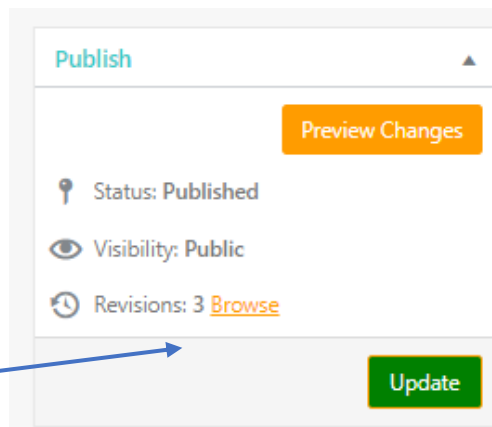 Publish
Preview Changes
Status: Published
Visibility: Public
Revisions: 3 Browse
Update